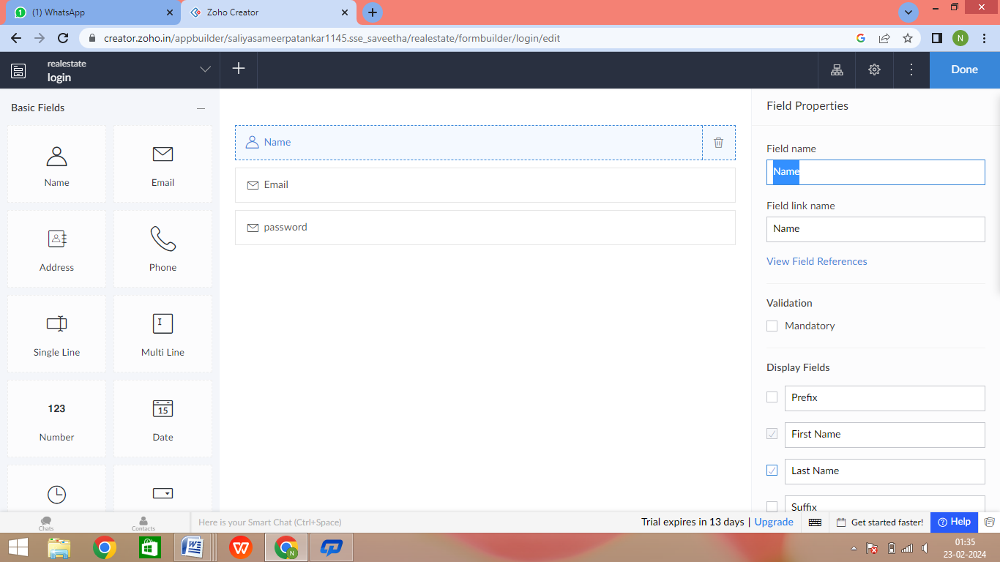 (1) WhatsApp
Zoho Creator
creator.zoho.in/appbuilder/saliyasameerpatankar1145.sse_saveetha/realestate/formbuilder/login/edit
N
realestate
login
Done
Basic Fields
Name
Email
Address
Phone
Single Line
Multi Line
123
Number
15
Date
Name
Email
password
Field Properties
Field name
Name
Field link name
Name
View Field References
Validation
Mandatory
Display Fields
Prefix
First Name
Last Name
Suffix
Chats
Contacts
Here is your Smart Chat (Ctrl+Space)
Trial expires in 13 days | Upgrade
Get started faster!
Help
01:35
23-02-2024